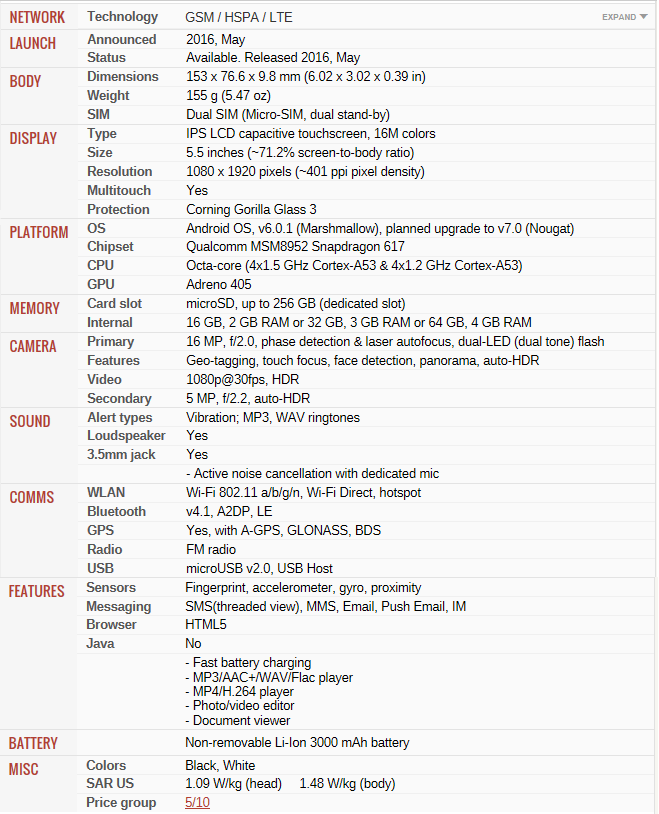 NETWORK Technology GSM / HSPA / LTE EXPAND ▼
LAUNCH Announced 2016, May
Status Available. Released 2016, May
BODY Dimensions 153 x 76.6 x 9.8 mm (6.02 x 3.02 x 0.39 in)
Weight 155 g (5.47 oz)
SIM Dual SIM (Micro-SIM, dual stand-by)
DISPLAY Type IPS LCD capacitive touchscreen, 16M colors
Size 5.5 inches (~71.2% screen-to-body ratio)
Resolution 1080 x 1920 pixels (~401 ppi pixel density)
Multitouch Yes
Protection Corning Gorilla Glass 3
PLATFORM OS Android OS, v6.0.1 (Marshmallow), planned upgrade to v7.0 (Nougat)
Chipset Qualcomm MSM8952 Snapdragon 617
CPU Octa-core (4x1.5 GHz Cortex-A53 & 4x1.2 GHz Cortex-A53)
GPU Adreno 405
MEMORY Card slot microSD, up to 256 GB (dedicated slot)
Internal 16 GB, 2 GB RAM or 32 GB, 3 GB RAM or 64 GB, 4 GB RAM
CAMERA Primary 16 MP, f/2.0, phase detection & laser autofocus, dual-LED (dual tone) flash
Features Geo-tagging, touch focus, face detection, panorama, auto-HDR
Video 1080p@30fps, HDR
Secondary 5 MP, f/2.2, auto-HDR
SOUND Alert types Vibration; MP3, WAV ringtones
Loudspeaker Yes
3.5mm jack Yes
- Active noise cancellation with dedicated mic
COMMS WLAN Wi-Fi 802.11 a/b/g/n, Wi-Fi Direct, hotspot
Bluetooth v4.1, A2DP, LE
GPS Yes, with A-GPS, GLONASS, BDS
Radio FM radio
USB microUSB v2.0, USB Host
FEATURES Sensors Fingerprint, accelerometer, gyro, proximity
Messaging SMS(threaded view), MMS, Email, Push Email, IM
Browser HTML5
Java No
- Fast battery charging
- MP3/AAC+/WAV/Flac player
- MP4/H.264 player
- Photo/video editor
- Document viewer
BATTERY Non-removable Li-Ion 3000 mAh battery
MISC Colors Black, White
SAR US 1.09 W/kg (head) 1.48 W/kg (body)
Price group 5/10